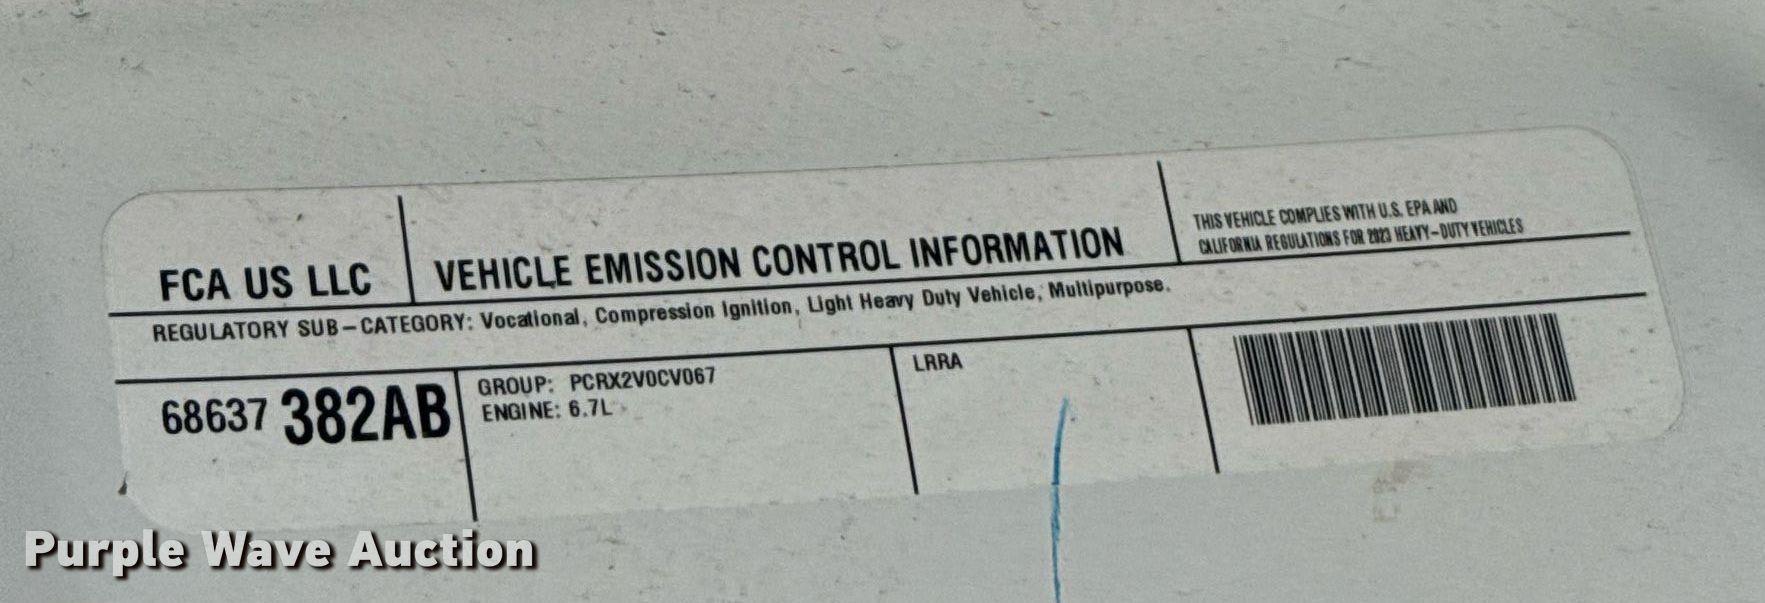 FCA US LLC
VEHICLE EMISSION CONTROL INFORMATION
THIS VEHICLE COMPLIES WITH U.S. EPA AND
CALIFORNIA REGULATIONS FOR 2023 HEAVY-DUTY VEHICLES
REGULATORY SUB-CATEGORY: Vocational, Compression Ignition, Light Heavy Duty Vehicle, Multipurpose.
68637 382AB
GROUP: PCRX2V0CV067
ENGINE: 6.7L
LRRA
Purple Wave Auction